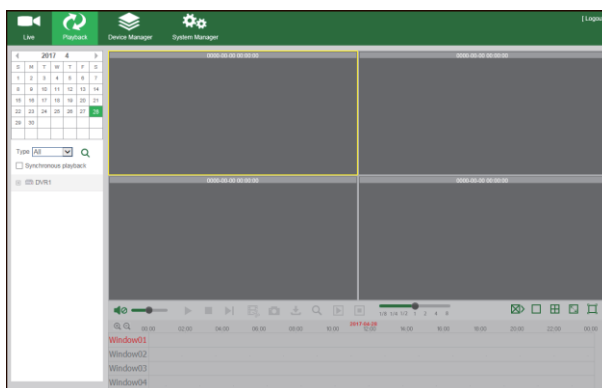 [ Logou
Live Playback Device Manager System Manager
2017 4
S M T W T F S
1 2 3 4 5 6 7
8 9 10 11 12 13 14
15 16 17 18 19 20 21
22 23 24 25 26 27 28
29 30
Type All
Synchronous playback
DVR1
0000-00-00 00:00:00 0000-00-00 00:00:00
0000-00-00 00:00:00 0000-00-00 00:00:00
1/8 1/4 1/2 1 2 4 8
2017-04-28
00:00 02:00 04:00 06:00 08:00 10:00 12:00 14:00 16:00 18:00 20:00 22:00 00:00
Window01
Window02
Window03
Window04